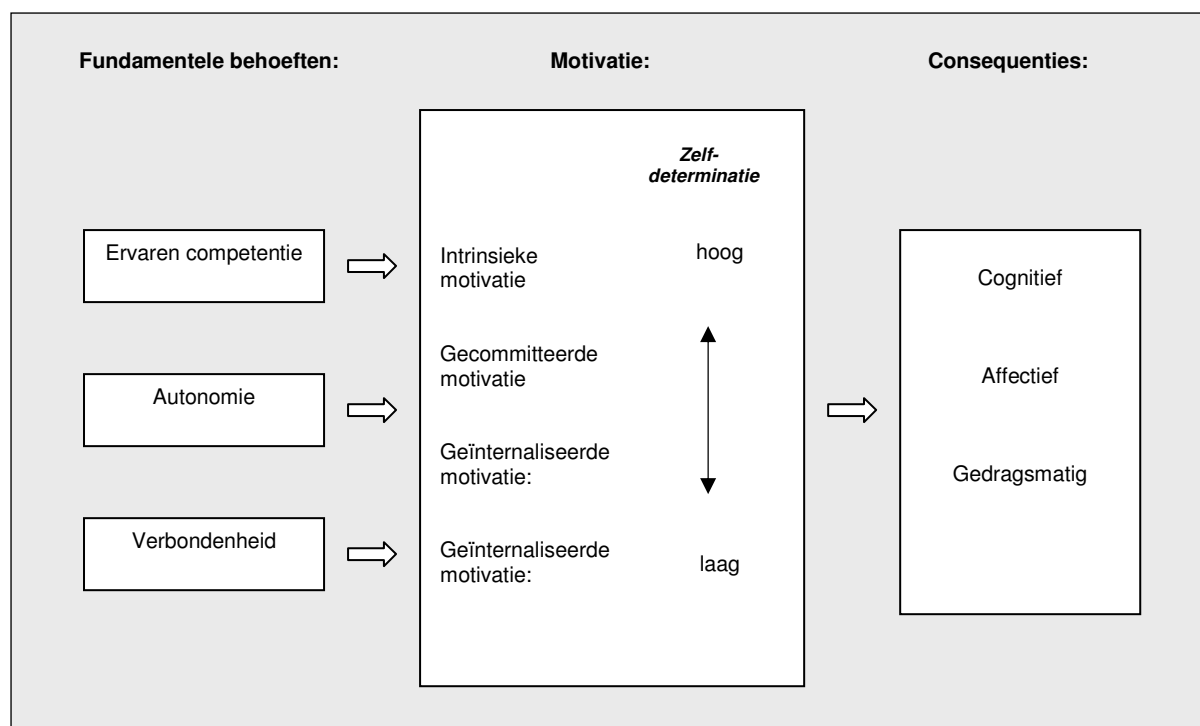 Fundamentele behoeften:
Motivatie:
Consequenties:
Zelf-
determinatie
Ervaren competentie
Autonomie
Verbondenheid
Intrinsieke
motivatie
hoog
Gecommitteerde
motivatie
Geïnternaliseerde
motivatie:
Geïnternaliseerde
motivatie:
laag
Cognitief
Affectief
Gedragsmatig